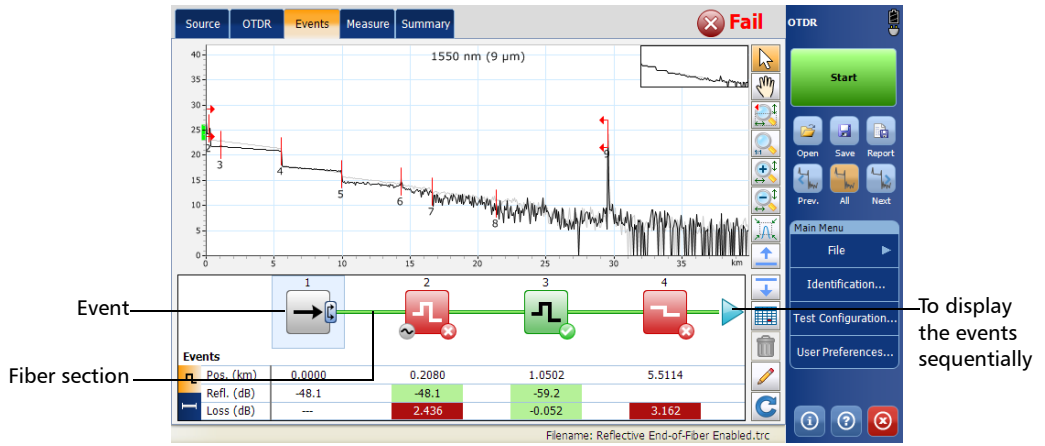 Source OTDR Events Measure Summary Fail OTDR
1550 nm (9 µm)
40
35
30
25
20
15
10
5
0
0 5 10 15 20 25 30 35 km
2 3 4 5 6 7 8 9
Start
1:1
Open Save Report
Prev. All Next
Main Menu
File
Identification...
Test Configuration...
User Preferences...
Event
Fiber section
To display
the events
sequentially
1 2 3 4
Events
Pos. (km) 0.0000 0.2080 1.0502 5.5114
Refl. (dB) -48.1 -48.1 -59.2
Loss (dB) --- 2.436 -0.052 3.162
Filename: Reflective End-of-Fiber Enabled.trc